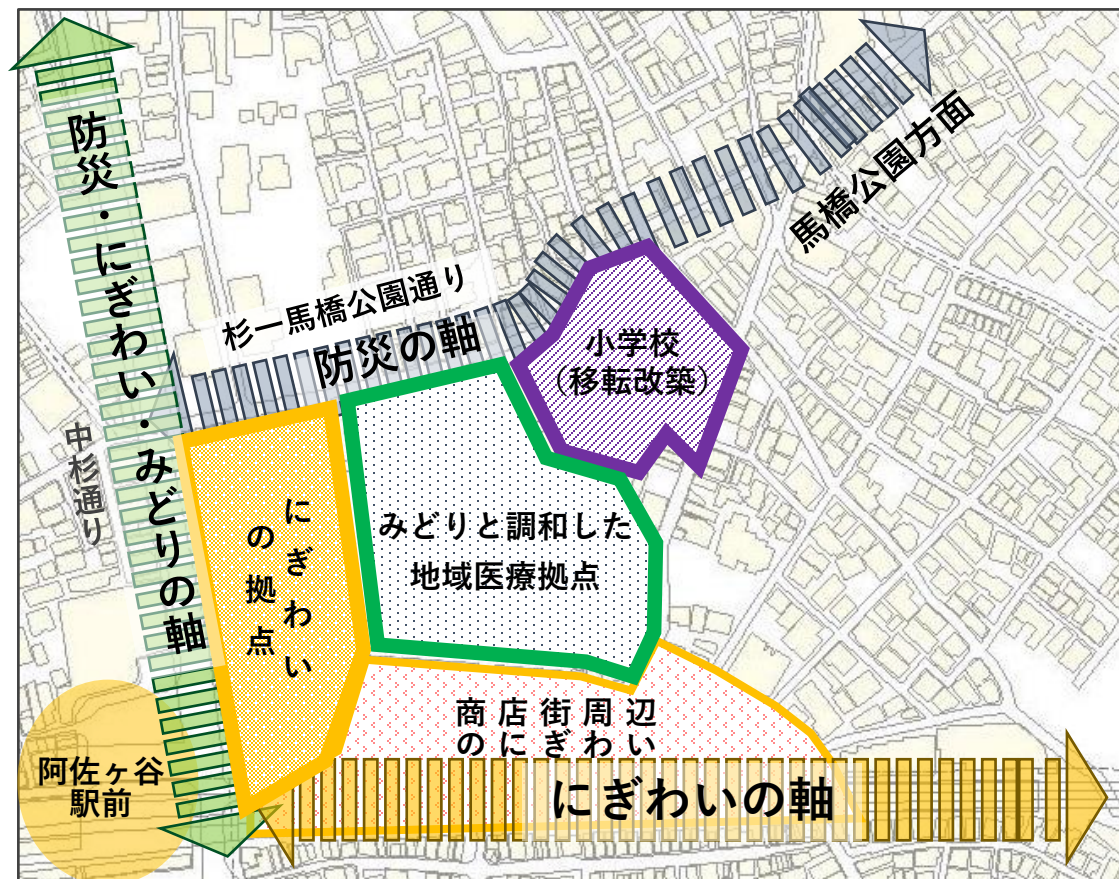 防災・にぎわい・みどりの軸
中杉通り
杉一馬橋公園通り
防災の軸
馬橋公園方面
小学校
（移転改築）
にぎわい
の拠点
みどりと調和した
地域医療拠点
商店街周辺
のにぎわい
阿佐ヶ谷
駅前
にぎわいの軸